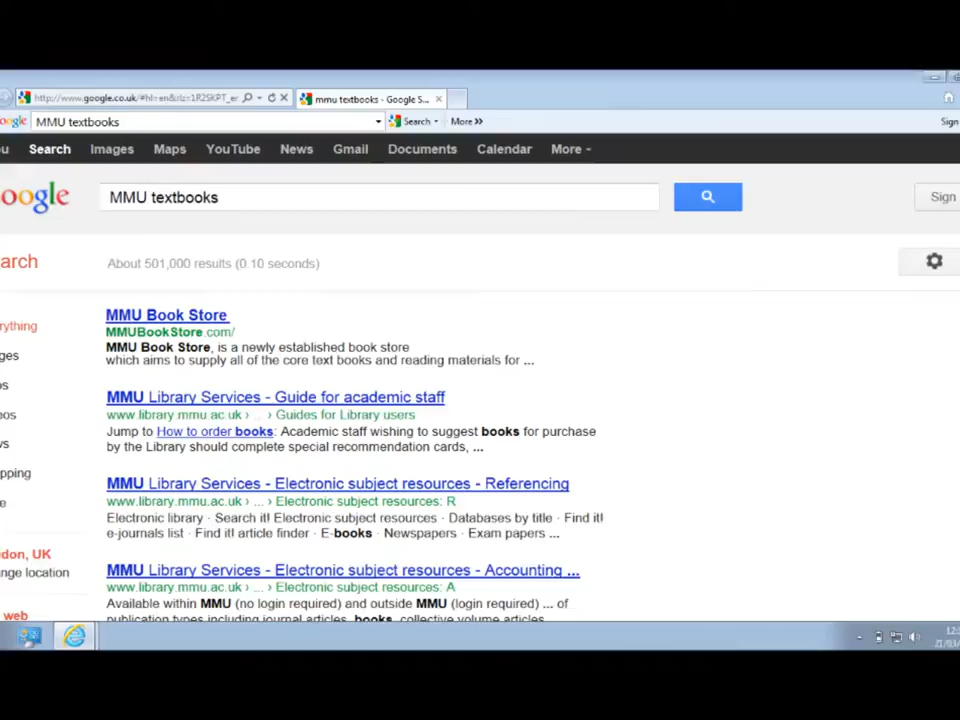 http://www.google.co.uk/#hl=en&rlz=1R2SKPT_er
mmu textbooks - Google S...
oogle MMU textbooks Search More »
Sign
u Search Images Maps YouTube News Gmail Documents Calendar More
oogle MMU textbooks Sign
arch About 501,000 results (0.10 seconds)
MMU Book Store
MMUBookStore.com/
MMU Book Store, is a newly established book store
which aims to supply all of the core text books and reading materials for ...
MMU Library Services - Guide for academic staff
www.library.mmu.ac.uk › ... › Guides for Library users
Jump to How to order books: Academic staff wishing to suggest books for purchase
by the Library should complete special recommendation cards, ...
MMU Library Services - Electronic subject resources - Referencing
www.library.mmu.ac.uk › ... › Electronic subject resources: R
Electronic library · Search it! Electronic subject resources · Databases by title · Find it!
e-journals list · Find it! article finder · E-books · Newspapers · Exam papers ...
MMU Library Services - Electronic subject resources - Accounting ...
www.library.mmu.ac.uk › ... › Electronic subject resources: A
Available within MMU (no login required) and outside MMU (login required) ... of
publication types including journal articles, books, collective volume articles,
rything
ges
os
eos
ws
pping
e
don, UK
nge location
web
12:
21/03/